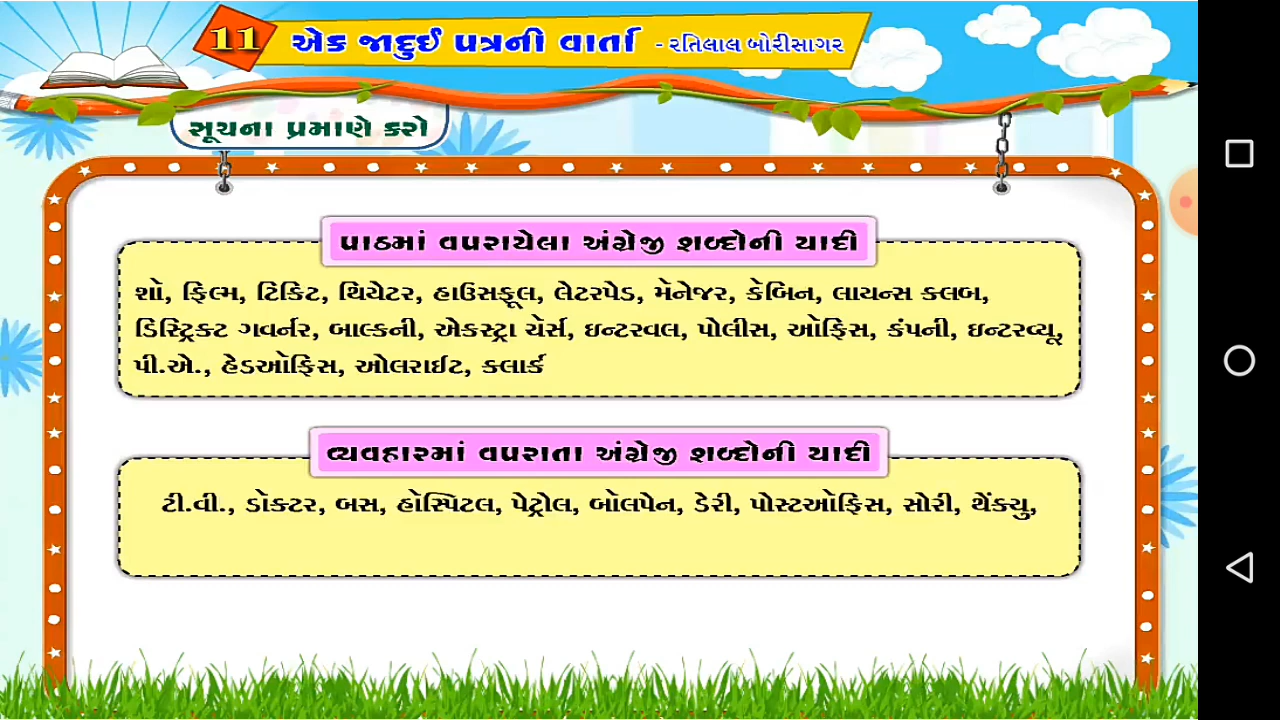 11 એક જાદુઈ પત્રની વાર્તા - રતિલાલ બોરીસાગર
સૂચના પ્રમાણે કરો
પાઠમાં વપરાયેલા અંગ્રેજી શબ્દોની યાદી
શૉ, ફિલ્મ, ટિકિટ, થિયેટર, હાઉસફૂલ, લેટરપેડ, મૅનેજર, કૅબિન, લાયન્સ ક્લબ,
ડિસ્ટ્રિક્ટ ગવર્નર, બાલ્કની, એકસ્ટ્રા ચૅર્સ, ઇન્ટરવલ, પોલીસ, ઑફિસ, કંપની, ઇન્ટરવ્યૂ,
પી.એ., હેડઑફિસ, ઓલરાઈટ, ક્લાર્ક
વ્યવહારમાં વપરાતા અંગ્રેજી શબ્દોની યાદી
ટી.વી., ડૉકટર, બસ, હૉસ્પિટલ, પેટ્રોલ, બૉલપેન, ડેરી, પોસ્ટઑફિસ, સોરી, થૅંક્યુ,